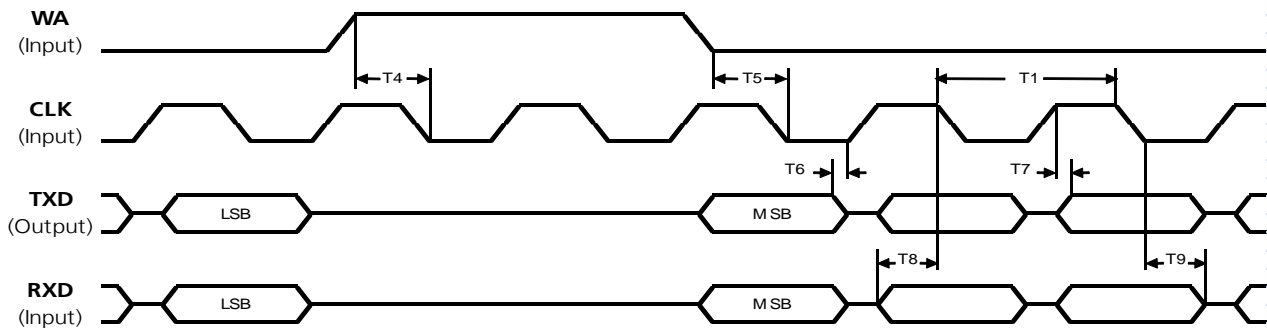 WA
(Input)
T4
T5
T1
CLK
(Input)
T6
T7
TXD
(Output)
LSB
MSB
T8
T9
RXD
(Input)
LSB
MSB